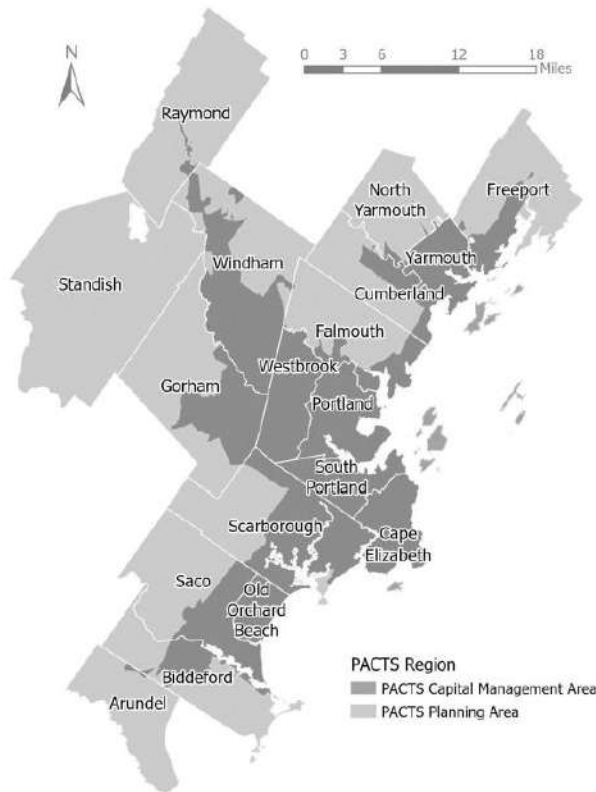 N
0 3 6 12 18
Miles
Raymond
North
Yarmouth
Freeport
Yarmouth
Windham
Standish
Cumberland
Falmouth
Westbrook
Gorham
Portland
South
Portland
Scarborough
Cape
Elizabeth
Saco
Old
Orchard
Beach
Biddeford
Arundel
PACTS Region
PACTS Capital Management Area
PACTS Planning Area